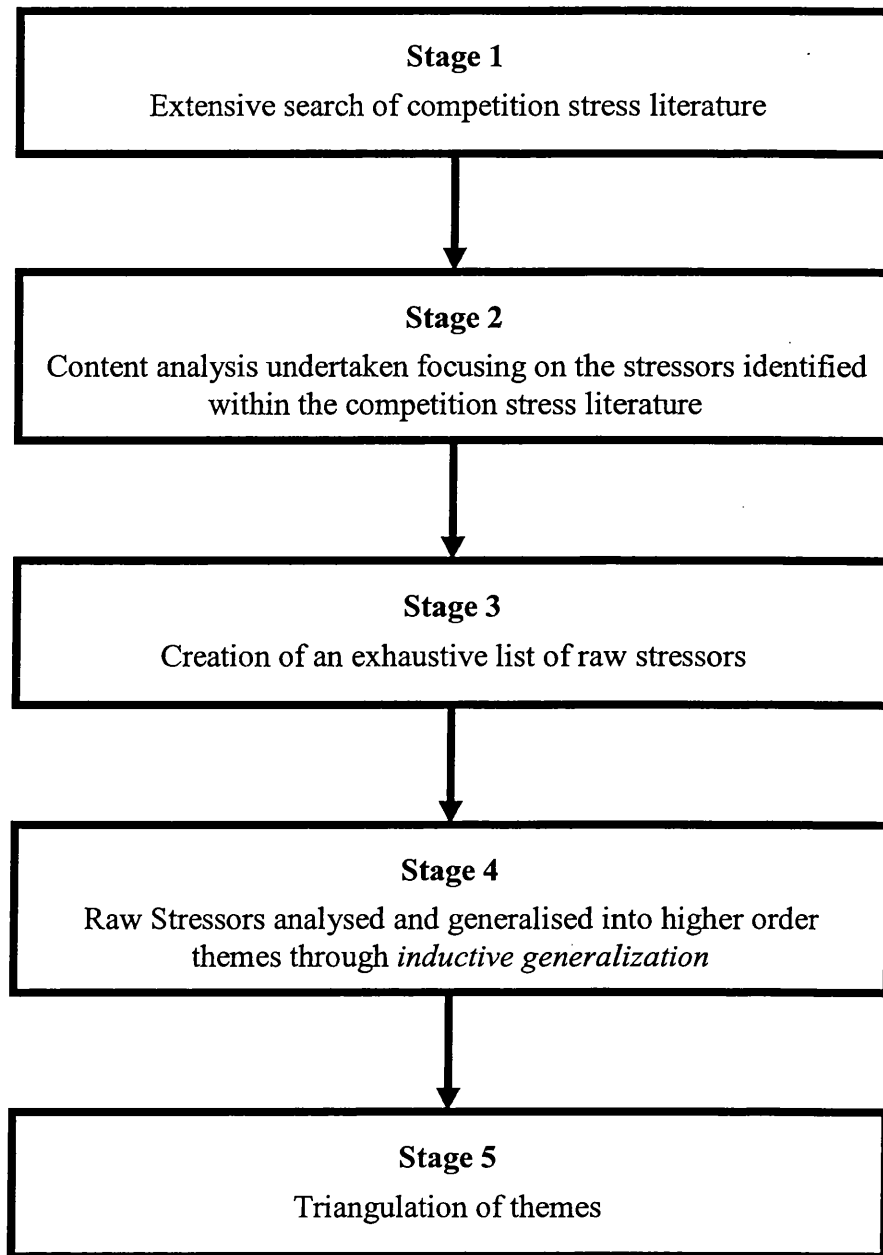 Stage 1
Extensive search of competition stress literature
Stage 2
Content analysis undertaken focusing on the stressors identified
within the competition stress literature
Stage 3
Creation of an exhaustive list of raw stressors
Stage 4
Raw Stressors analysed and generalised into higher order
themes through inductive generalization
Stage 5
Triangulation of themes